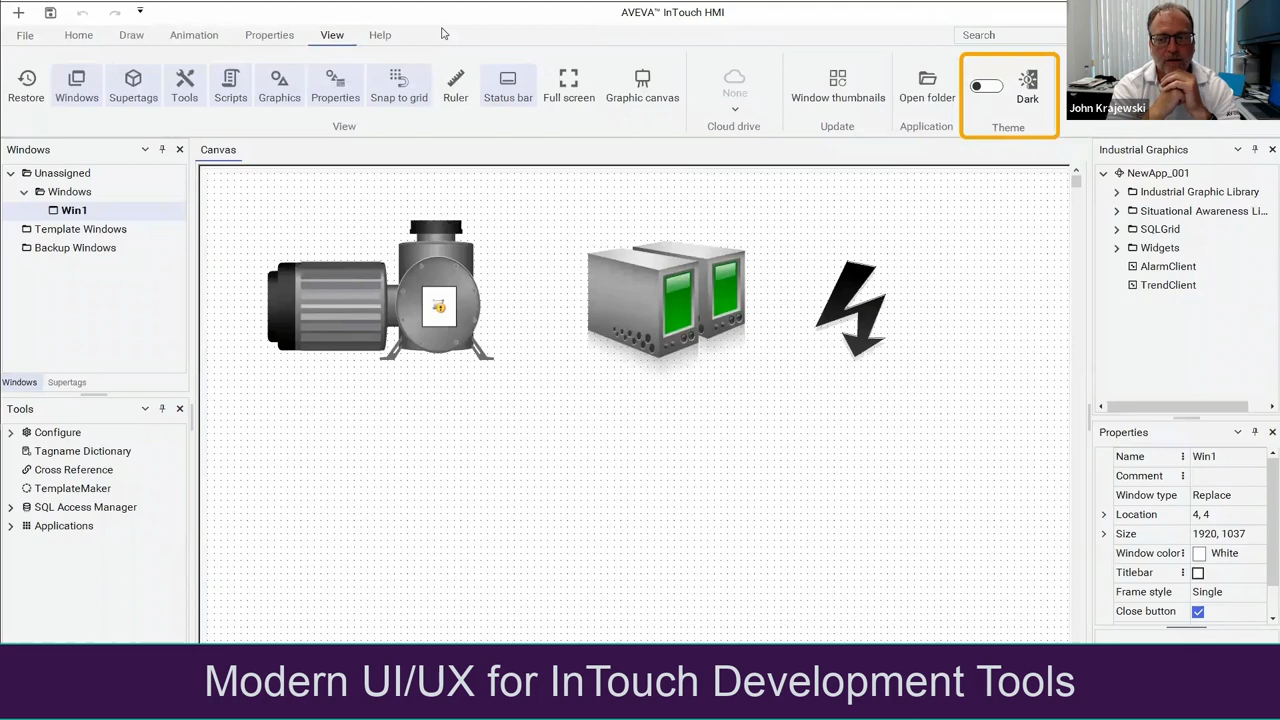 AVEVA™ InTouch HMI
File Home Draw Animation Properties View Help Search
Restore Windows Supertags Tools Scripts Graphics Properties Snap to grid Ruler Status bar Full screen Graphic canvas
View
None
Cloud drive
Window thumbnails
Update
Open folder
Application
Dark
Theme
John Krajewski
Windows
Unassigned
Windows
Win1
Template Windows
Backup Windows
Windows Supertags
Tools
Configure
Tagname Dictionary
Cross Reference
TemplateMaker
SQL Access Manager
Applications
Canvas
Industrial Graphics
NewApp_001
Industrial Graphic Library
Situational Awareness Li...
SQLGrid
Widgets
AlarmClient
TrendClient
Properties
Name Win1
Comment
Window type Replace
Location 4, 4
Size 1920, 1037
Window color White
Titlebar
Frame style Single
Close button
Modern UI/UX for InTouch Development Tools